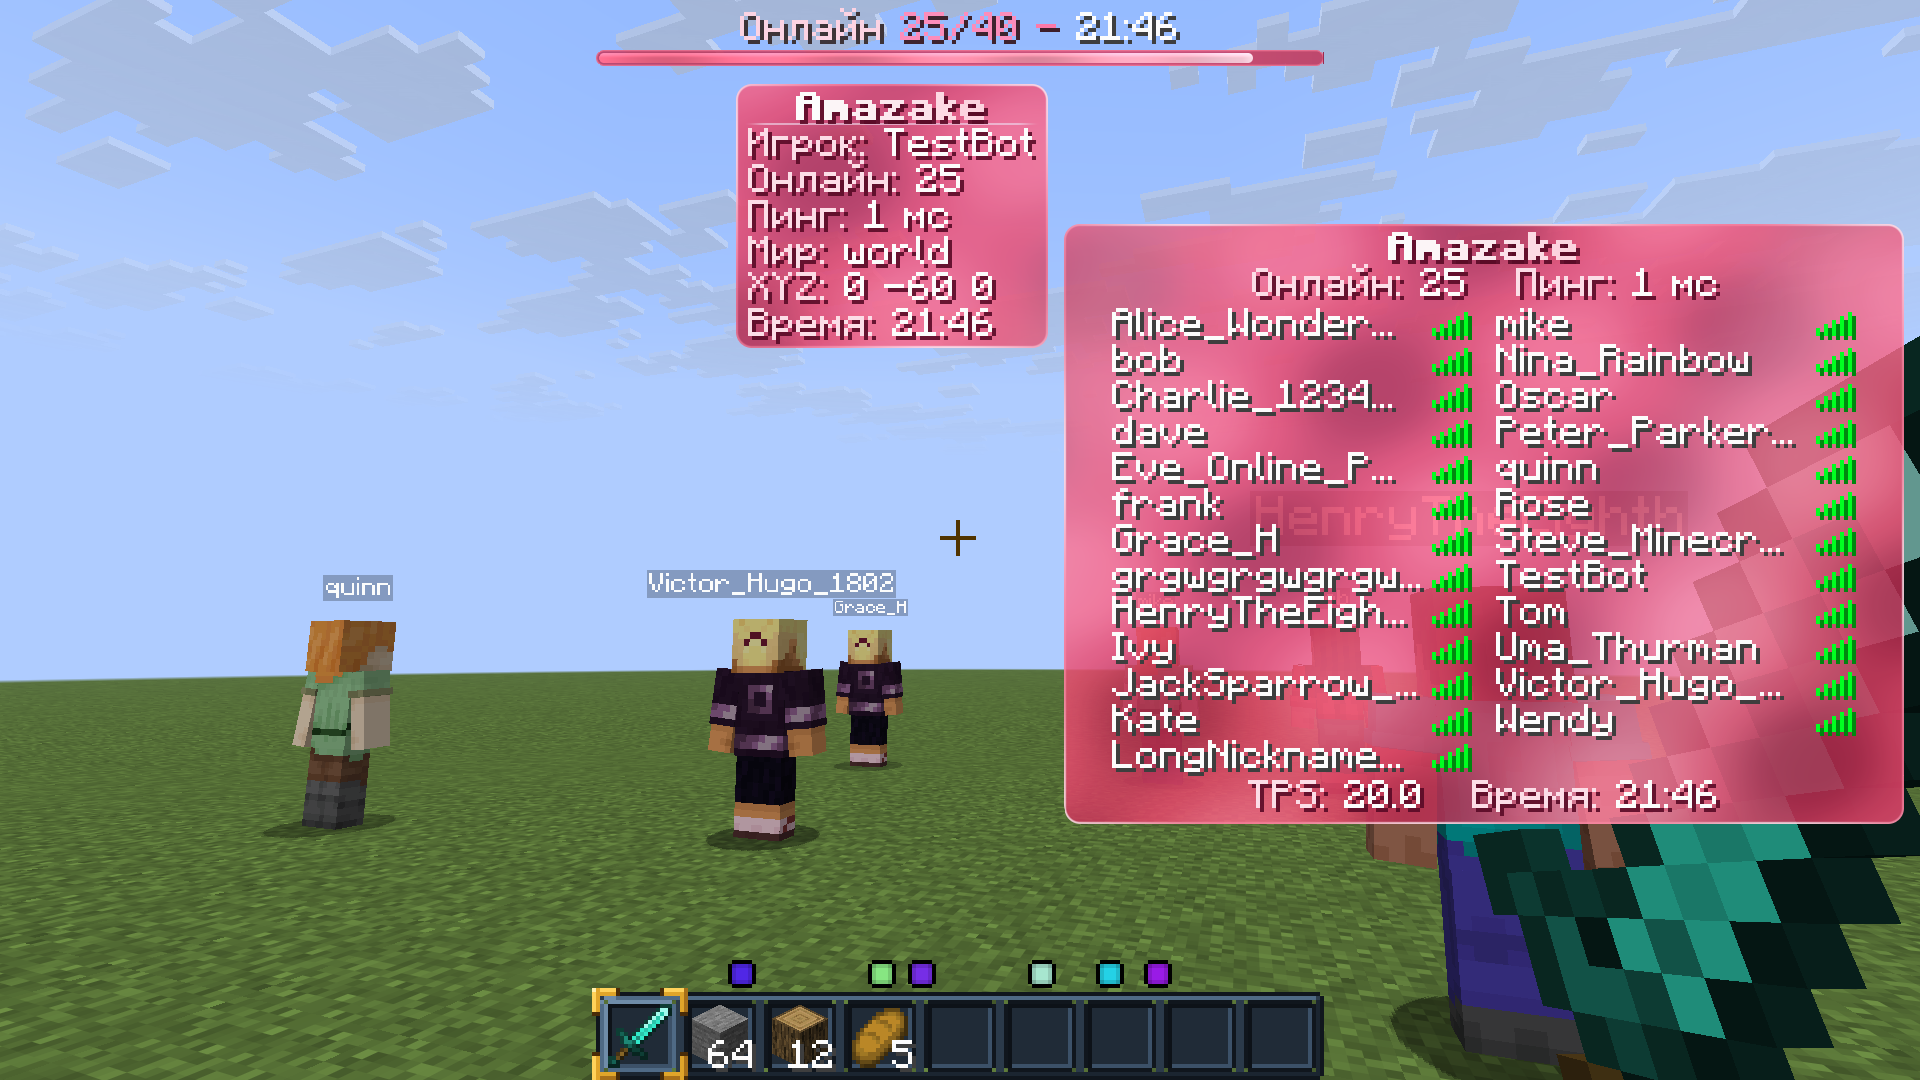 Онлайн 25/40 - 21:46
Amazake
Игрок: TestBot
Онлайн: 25
Пинг: 1 мс
Мир: world
XYZ: 0 -60 0
Время: 21:46
Amazake
Онлайн: 25 Пинг: 1 мс
Alice_Wonder... mike
bob Nina_Rainbow
Charlie_1234... Oscar
dave Peter_Parker...
Eve_Online_P... quinn
frank Rose
Grace_H Steve_Minecr...
grgwgrgwgrgw... TestBot
HenryTheEigh... Tom
Ivy Uma_Thurman
JackSparrow_... Victor_Hugo_...
Kate Wendy
LongNickname...
TPS: 20.0 Время: 21:46
HenryTheEighth
quinn
Victor_Hugo_1802
Grace_H
64 12 5